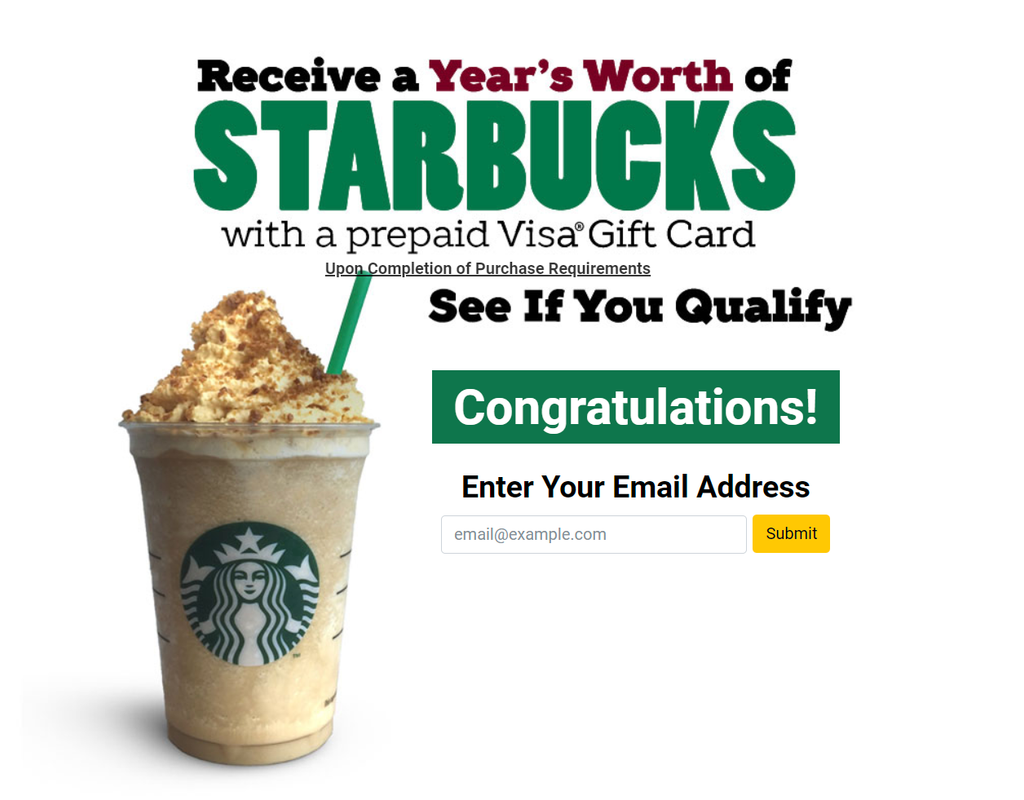 Receive a Year's Worth of
STARBUCKS
with a prepaid Visa® Gift Card
Upon Completion of Purchase Requirements
See If You Qualify
Congratulations!
Enter Your Email Address
email@example.com Submit
TM